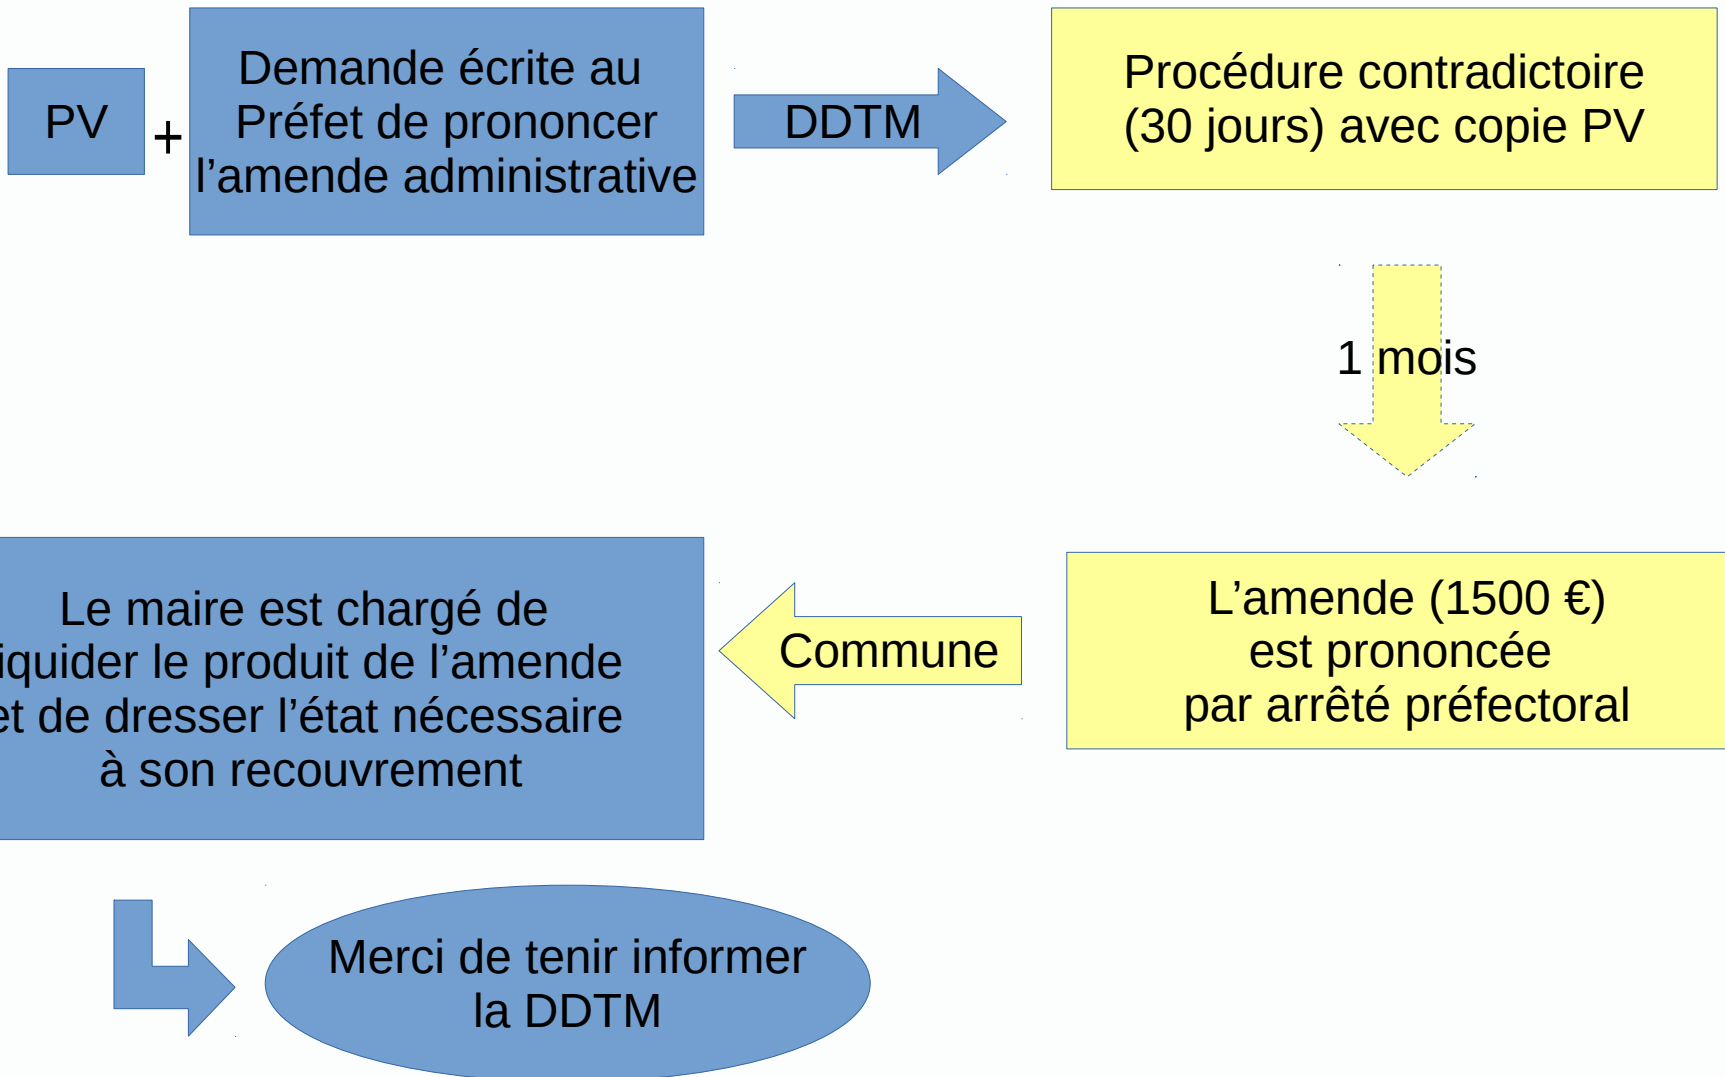 PV
+
Demande écrite au
Préfet de prononcer
l’amende administrative
DDTM
Procédure contradictoire
(30 jours) avec copie PV
1 mois
L’amende (1500 €)
est prononcée
par arrêté préfectoral
Commune
Le maire est chargé de
iquider le produit de l’amende
et de dresser l’état nécessaire
à son recouvrement
Merci de tenir informer
la DDTM